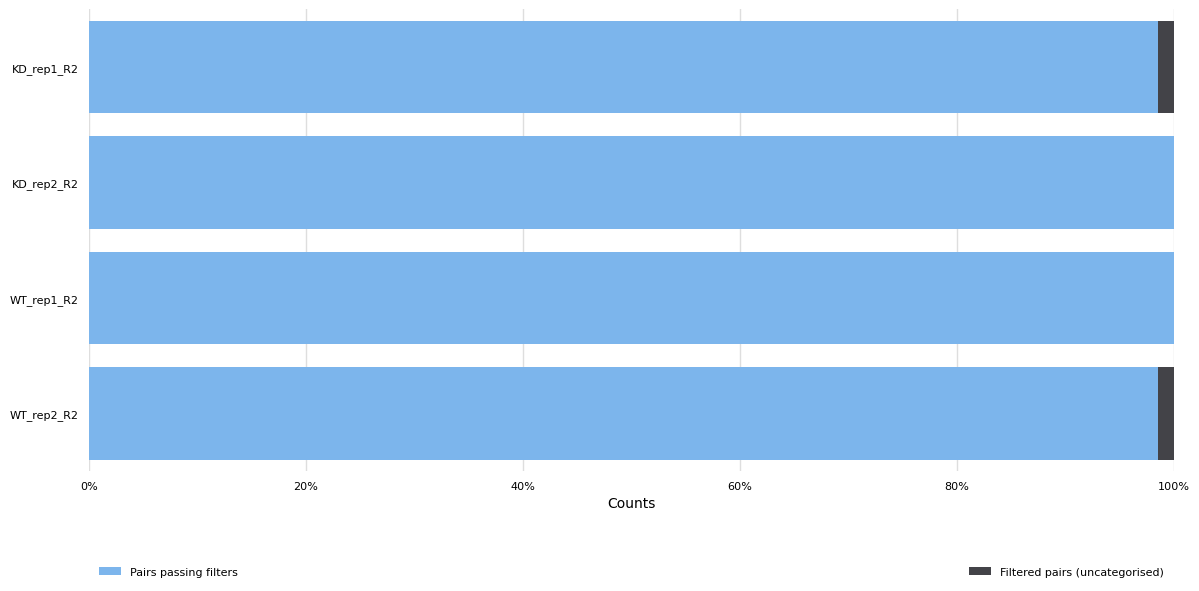 KD_rep1_R2
KD_rep2_R2
WT_rep1_R2
WT_rep2_R2
0% 20% 40% 60% 80% 100%
Counts
Pairs passing filters Filtered pairs (uncategorised)